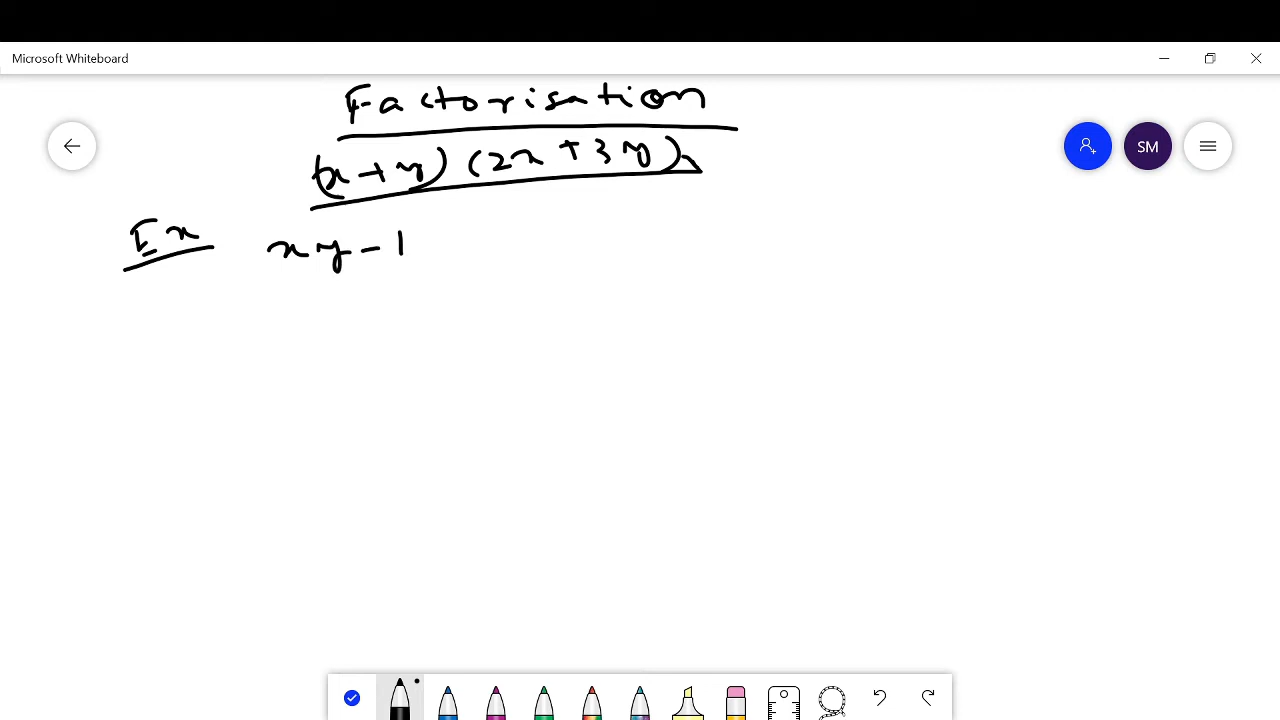 Microsoft Whiteboard
Factorisation
(x+y) (2x+3y)
SM
Ex xy-1